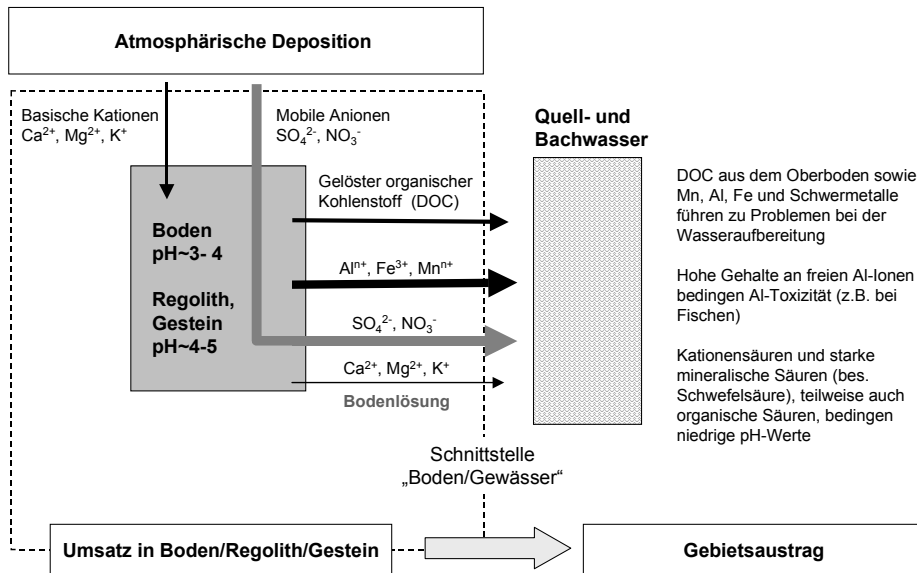 Atmosphärische Deposition
Basische Kationen
Ca²⁺, Mg²⁺, K⁺
Mobile Anionen
SO₄²⁻, NO₃⁻
Quell- und
Bachwasser
Gelöster organischer
Kohlenstoff (DOC)
Boden
pH~3- 4
Regolith,
Gestein
pH~4-5
Alⁿ⁺, Fe³⁺, Mnⁿ⁺
SO₄²⁻, NO₃⁻
Ca²⁺, Mg²⁺, K⁺
Bodenlösung
DOC aus dem Oberboden sowie
Mn, Al, Fe und Schwermetalle
führen zu Problemen bei der
Wasseraufbereitung
Hohe Gehalte an freien Al-Ionen
bedingen Al-Toxizität (z.B. bei
Fischen)
Kationensäuren und starke
mineralische Säuren (bes.
Schwefelsäure), teilweise auch
organische Säuren, bedingen
niedrige pH-Werte
Schnittstelle
„Boden/Gewässer“
Umsatz in Boden/Regolith/Gestein
Gebietsaustrag